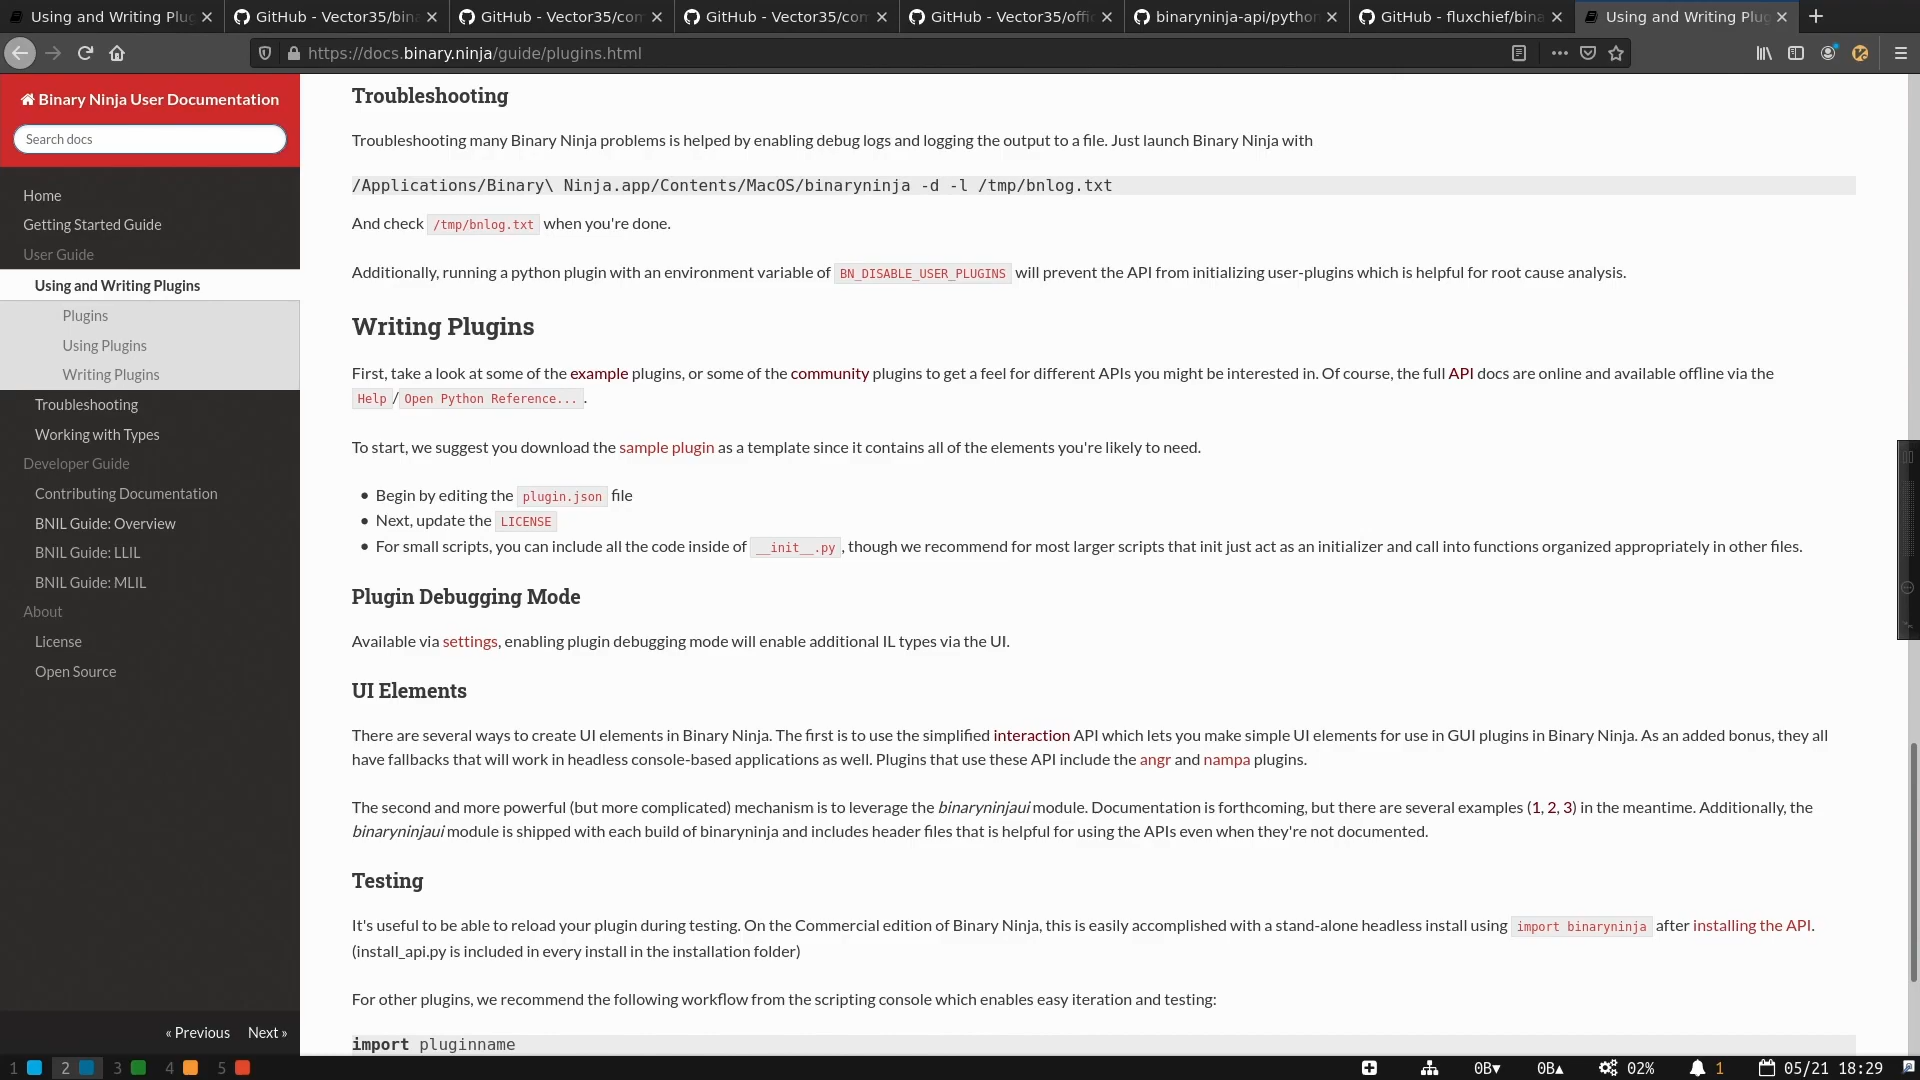 Using and Writing Plug
GitHub - Vector35/bina
GitHub - Vector35/com
GitHub - Vector35/com
GitHub - Vector35/offic
binaryninja-api/python
GitHub - fluxchief/bina
Using and Writing Plug
https://docs.binary.ninja/guide/plugins.html
Binary Ninja User Documentation
Search docs
Home
Getting Started Guide
User Guide
Using and Writing Plugins
Plugins
Using Plugins
Writing Plugins
Troubleshooting
Working with Types
Developer Guide
Contributing Documentation
BNIL Guide: Overview
BNIL Guide: LLIL
BNIL Guide: MLIL
About
License
Open Source
« Previous Next »
Troubleshooting
Troubleshooting many Binary Ninja problems is helped by enabling debug logs and logging the output to a file. Just launch Binary Ninja with
/Applications/Binary\ Ninja.app/Contents/MacOS/binaryninja -d -l /tmp/bnlog.txt
And check /tmp/bnlog.txt when you're done.
Additionally, running a python plugin with an environment variable of BN_DISABLE_USER_PLUGINS will prevent the API from initializing user-plugins which is helpful for root cause analysis.
Writing Plugins
First, take a look at some of the example plugins, or some of the community plugins to get a feel for different APIs you might be interested in. Of course, the full API docs are online and available offline via the
Help/Open Python Reference....
To start, we suggest you download the sample plugin as a template since it contains all of the elements you're likely to need.
• Begin by editing the plugin.json file
• Next, update the LICENSE
• For small scripts, you can include all the code inside of __init__.py, though we recommend for most larger scripts that init just act as an initializer and call into functions organized appropriately in other files.
Plugin Debugging Mode
Available via settings, enabling plugin debugging mode will enable additional IL types via the UI.
UI Elements
There are several ways to create UI elements in Binary Ninja. The first is to use the simplified interaction API which lets you make simple UI elements for use in GUI plugins in Binary Ninja. As an added bonus, they all
have fallbacks that will work in headless console-based applications as well. Plugins that use these API include the angr and nampa plugins.
The second and more powerful (but more complicated) mechanism is to leverage the binaryninjaui module. Documentation is forthcoming, but there are several examples (1, 2, 3) in the meantime. Additionally, the
binaryninjaui module is shipped with each build of binaryninja and includes header files that is helpful for using the APIs even when they're not documented.
Testing
It's useful to be able to reload your plugin during testing. On the Commercial edition of Binary Ninja, this is easily accomplished with a stand-alone headless install using import binaryninja after installing the API.
(install_api.py is included in every install in the installation folder)
For other plugins, we recommend the following workflow from the scripting console which enables easy iteration and testing:
import pluginname
1 2 3 4 5
0B▾ 0B▴ 02% 1 05/21 18:29